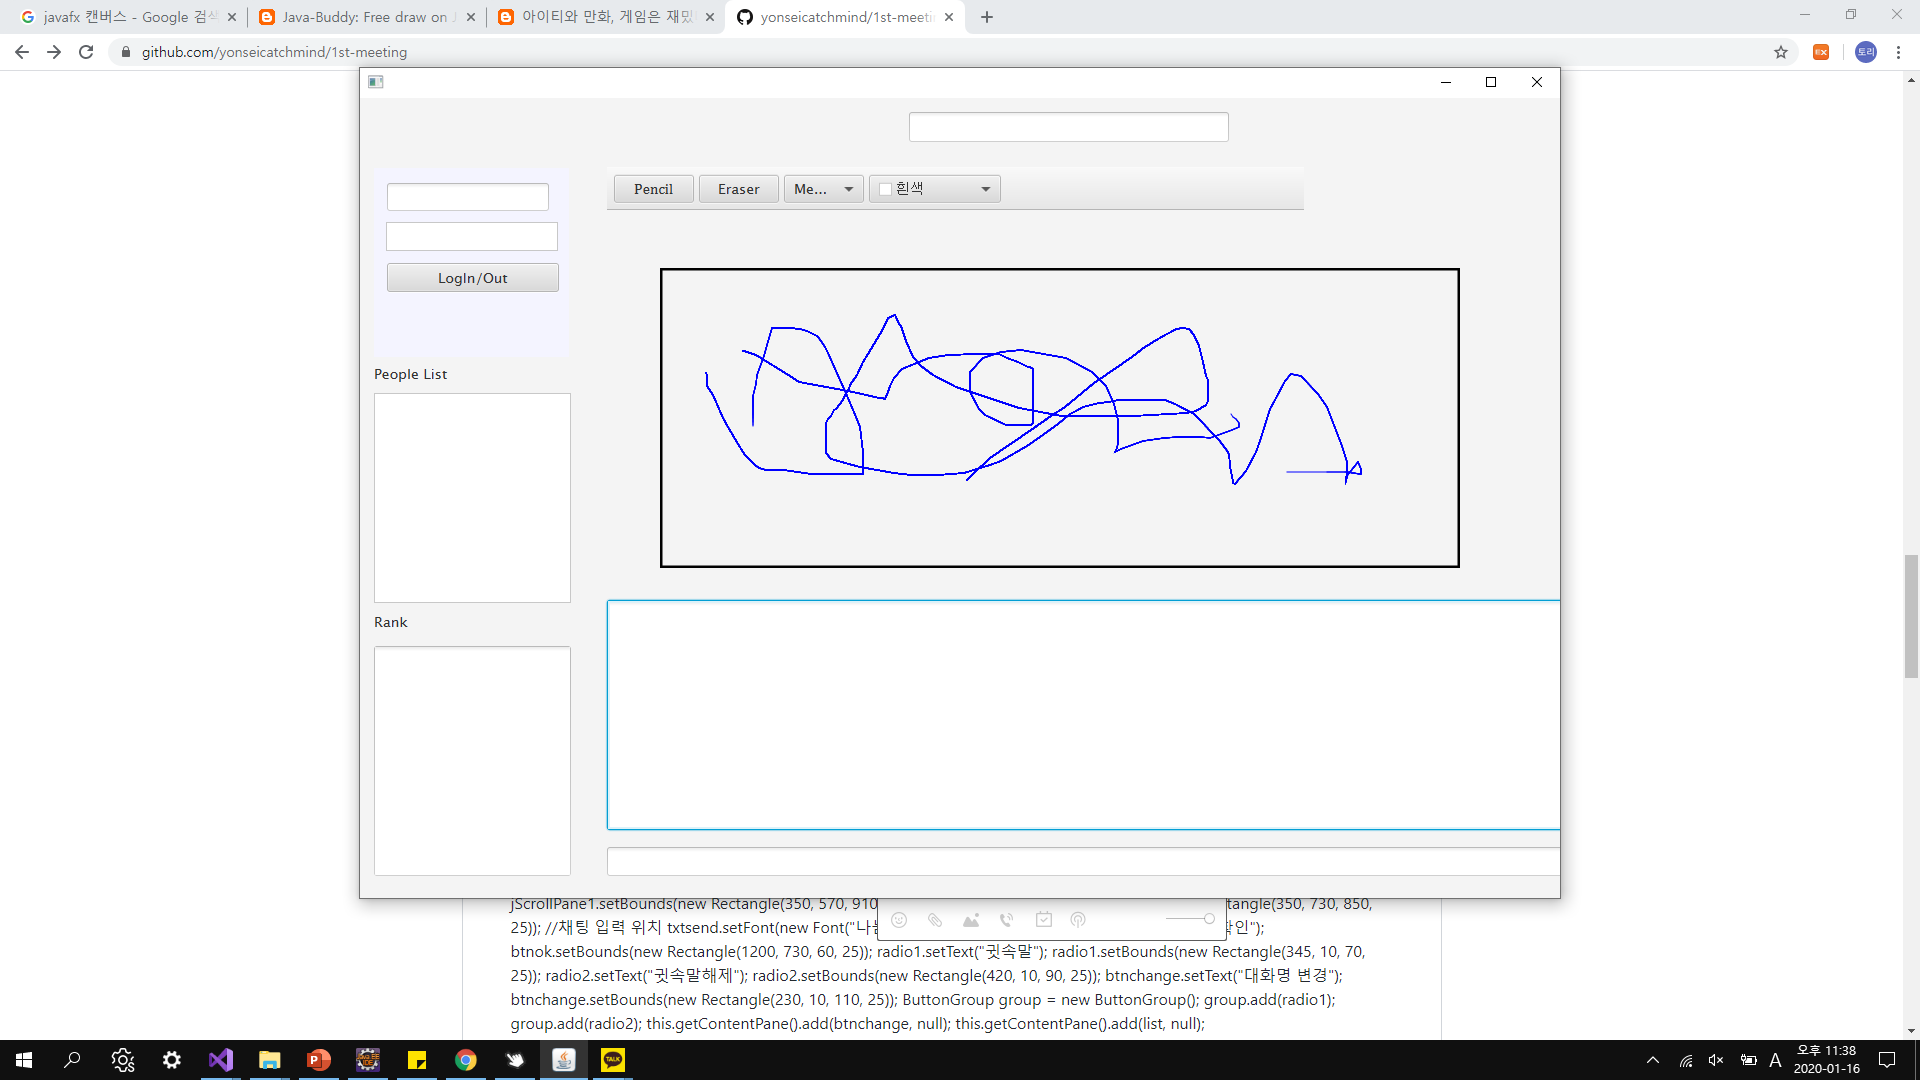 javafx 캔버스 - Google 검색
Java-Buddy: Free draw on J
아이티와 만화, 게임은 재밌
yonseicatchmind/1st-meeti
github.com/yonseicatchmind/1st-meeting
토리
Pencil
Eraser
Me...
흰색
LogIn/Out
People List
Rank
jScrollPane1.setBounds(new Rectangle(350, 570, 910 tangle(350, 730, 850,
25)); //채팅 입력 위치 txtsend.setFont(new Font("나 확인");
btnok.setBounds(new Rectangle(1200, 730, 60, 25)); radio1.setText("귓속말"); radio1.setBounds(new Rectangle(345, 10, 70,
25)); radio2.setText("귓속말해제"); radio2.setBounds(new Rectangle(420, 10, 90, 25)); btnchange.setText("대화명 변경");
btnchange.setBounds(new Rectangle(230, 10, 110, 25)); ButtonGroup group = new ButtonGroup(); group.add(radio1);
group.add(radio2); this.getContentPane().add(btnchange, null); this.getContentPane().add(list, null);
TALK
A
오후 11:38
2020-01-16